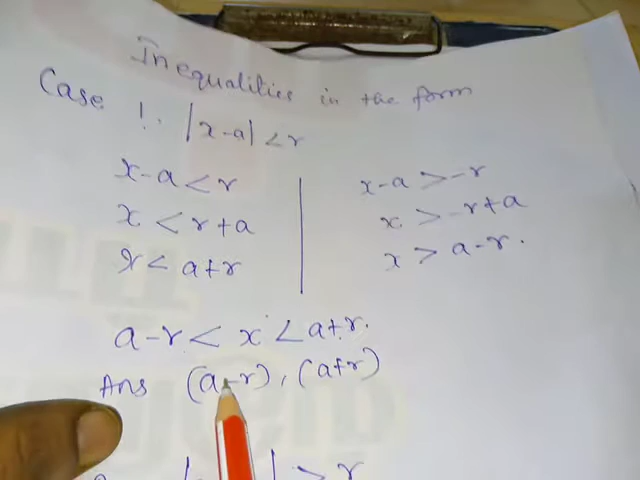 Inequalities in the form
Case 1. |x-a| < r
x-a < r
x < r+a
x < a+r
x-a > -r
x > -r+a
x > a-r.
a-r < x < a+r.
Ans (a-r), (a+r)
> r